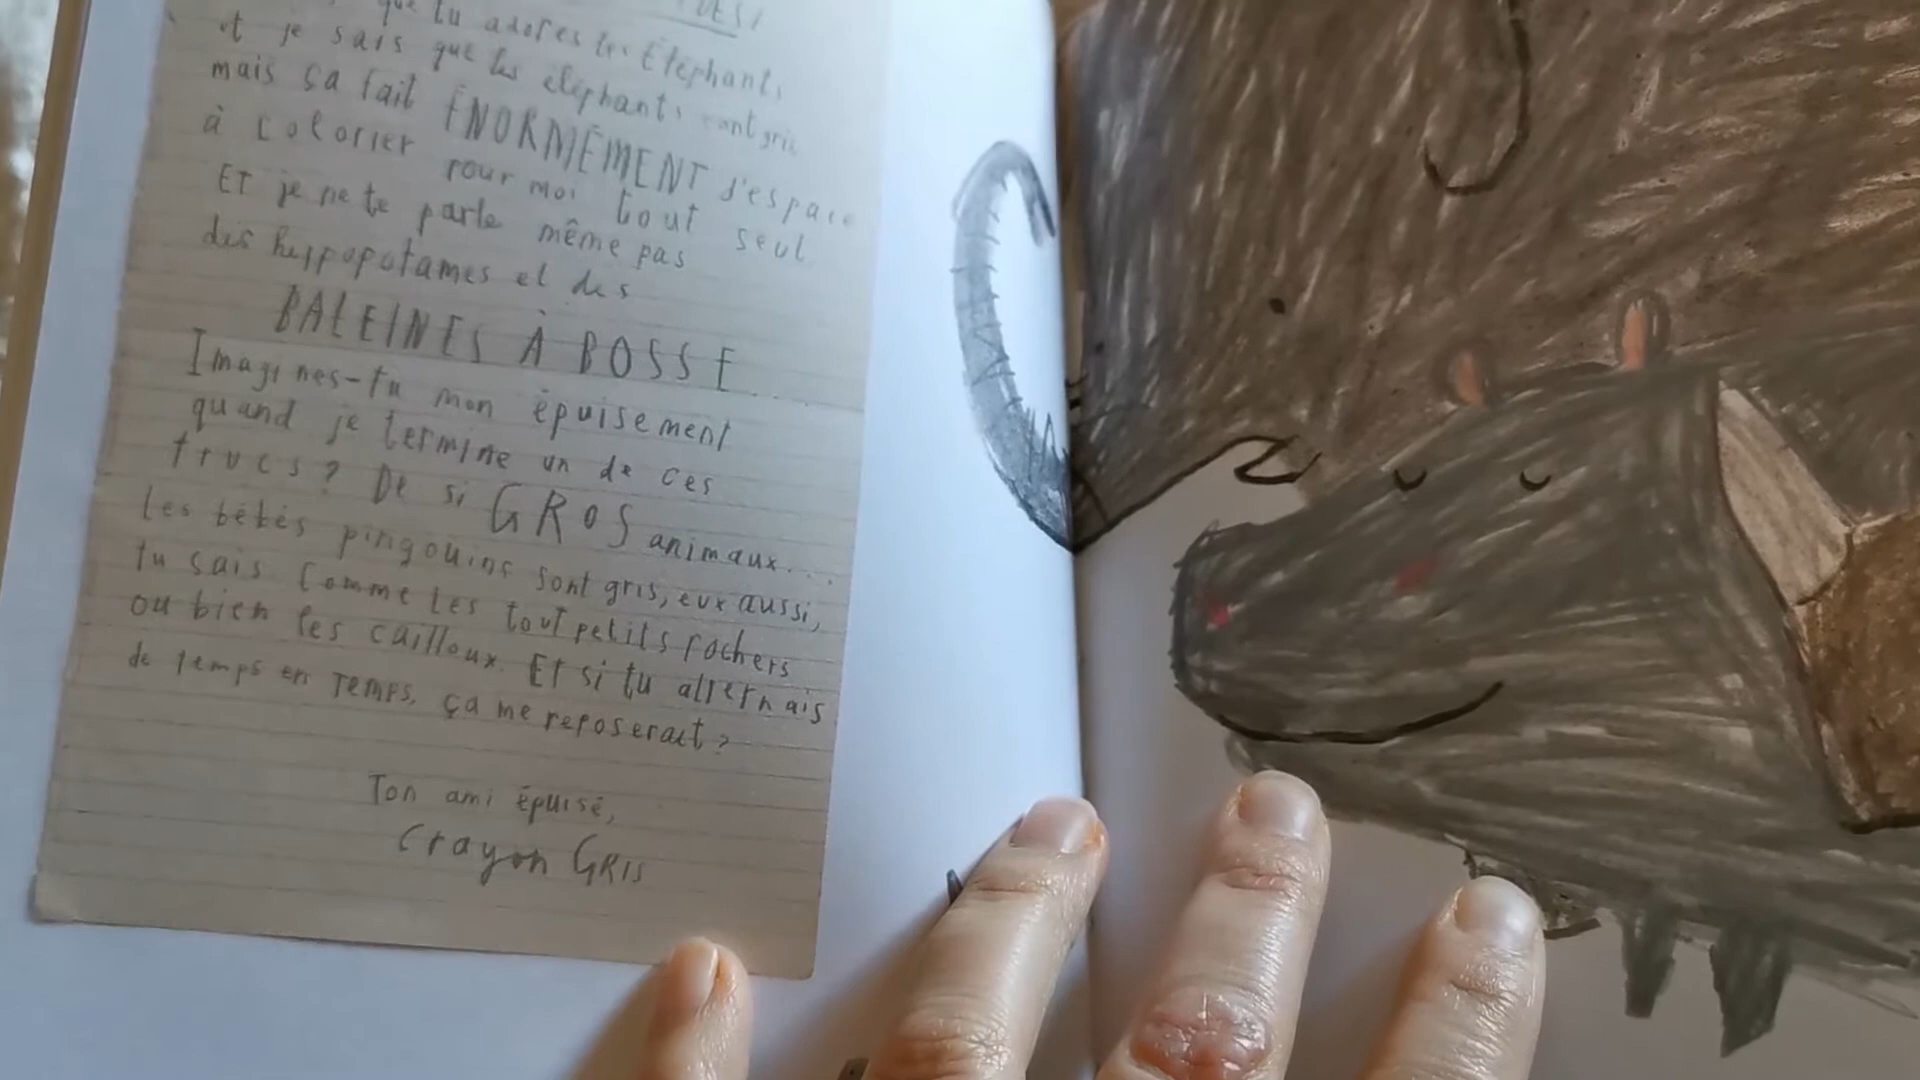 que tu adores les Éléphants
et je sais que les éléphants sont gris
mais ça fait ÉNORMÉMENT d'espace
à colorier pour moi tout seul.
Et je ne te parle même pas
des hippopotames et des
BALEINES À BOSSE...
Imagines-tu mon épuisement
quand je termine un de ces
trucs? De si GROS animaux...
Les bébés pingouins sont gris, eux aussi,
tu sais. Comme les tout petits rochers
ou bien les cailloux. Et si tu alternais
de temps en temps, ça me reposerait?
Ton ami épuisé,
Crayon GRIS